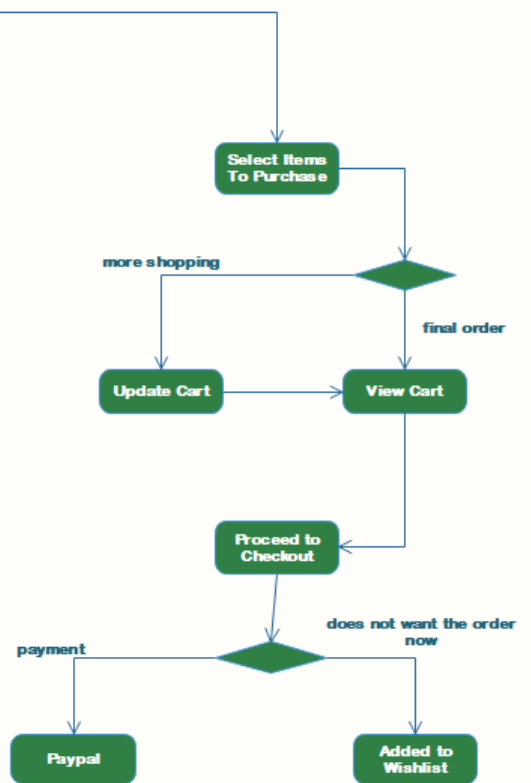 Select Items
To Purchase
more shopping
final order
Update Cart
View Cart
Proceed to
Checkout
does not want the order
now
payment
Paypal
Added to
Wishlist